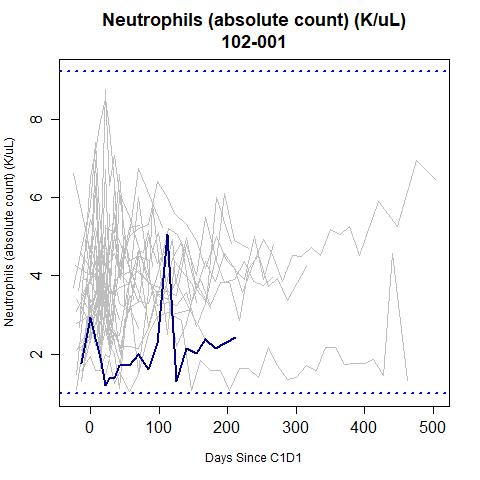 Neutrophils (absolute count) (K/uL)
102-001
Neutrophils (absolute count) (K/uL)
8
6
4
2
0 100 200 300 400 500
Days Since C1D1